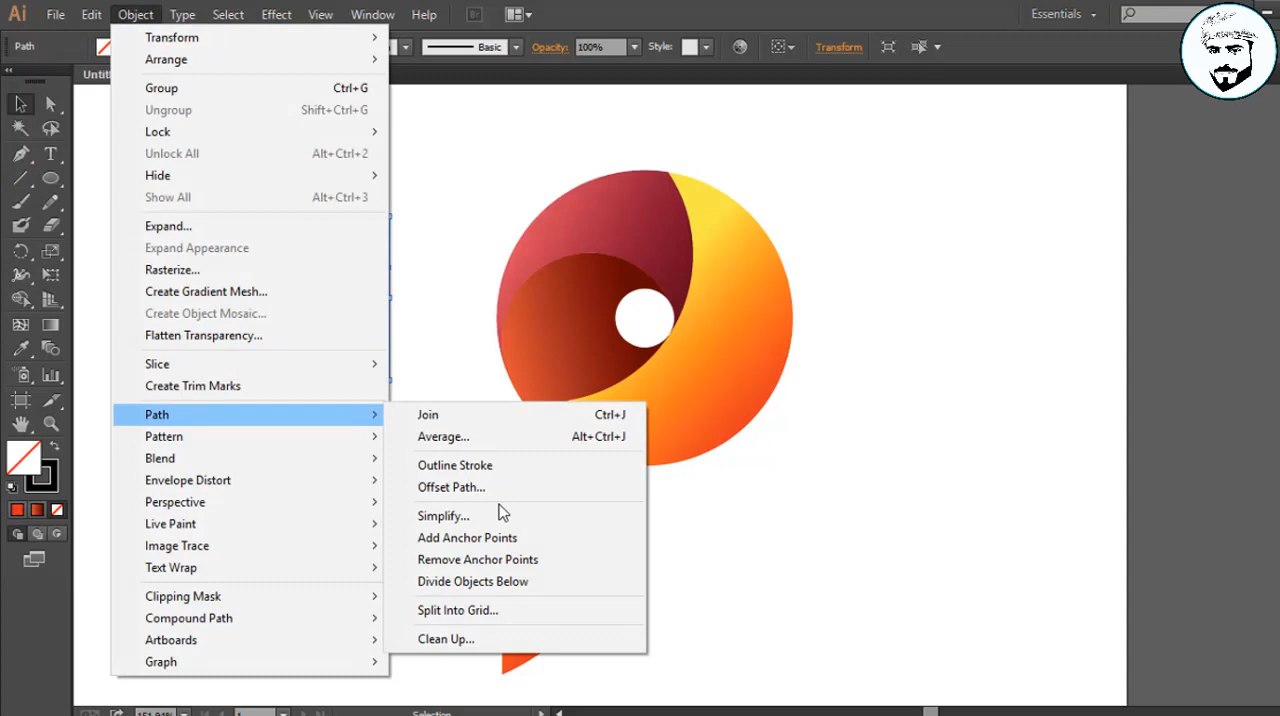 Ai File Edit Object Type Select Effect View Window Help Essentials
Path Basic Opacity: 100% Style: Transform
Transform
Arrange
Group Ctrl+G
Ungroup Shift+Ctrl+G
Lock
Unlock All Alt+Ctrl+2
Hide
Show All Alt+Ctrl+3
Expand...
Expand Appearance
Rasterize...
Create Gradient Mesh...
Create Object Mosaic...
Flatten Transparency...
Slice
Create Trim Marks
Path
Pattern
Blend
Envelope Distort
Perspective
Live Paint
Image Trace
Text Wrap
Clipping Mask
Compound Path
Artboards
Graph
Join Ctrl+J
Average... Alt+Ctrl+J
Outline Stroke
Offset Path...
Simplify...
Add Anchor Points
Remove Anchor Points
Divide Objects Below
Split Into Grid...
Clean Up...
Selection